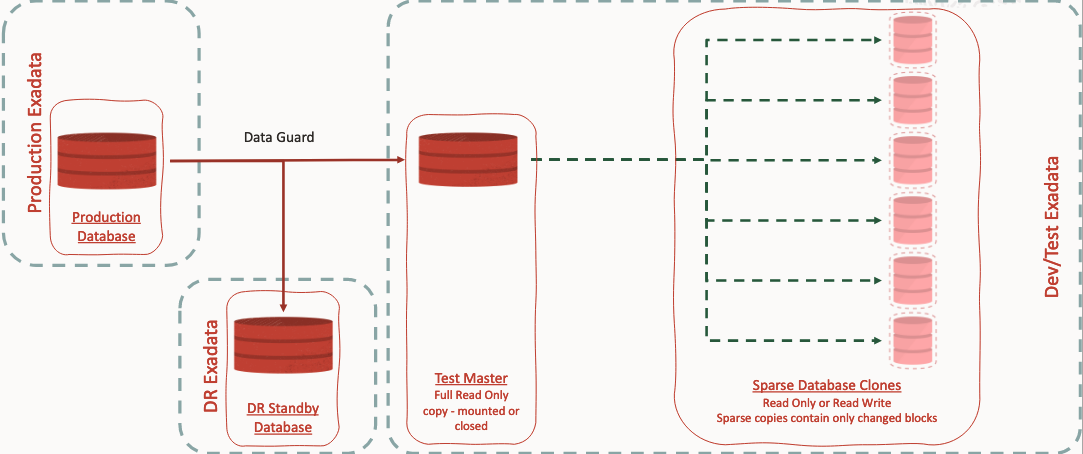 Production Exadata
Production
Database
Data Guard
DR Exadata
DR Standby
Database
Test Master
Full Read Only
copy - mounted or
closed
Sparse Database Clones
Read Only or Read Write
Sparse copies contain only changed blocks
Dev/Test Exadata